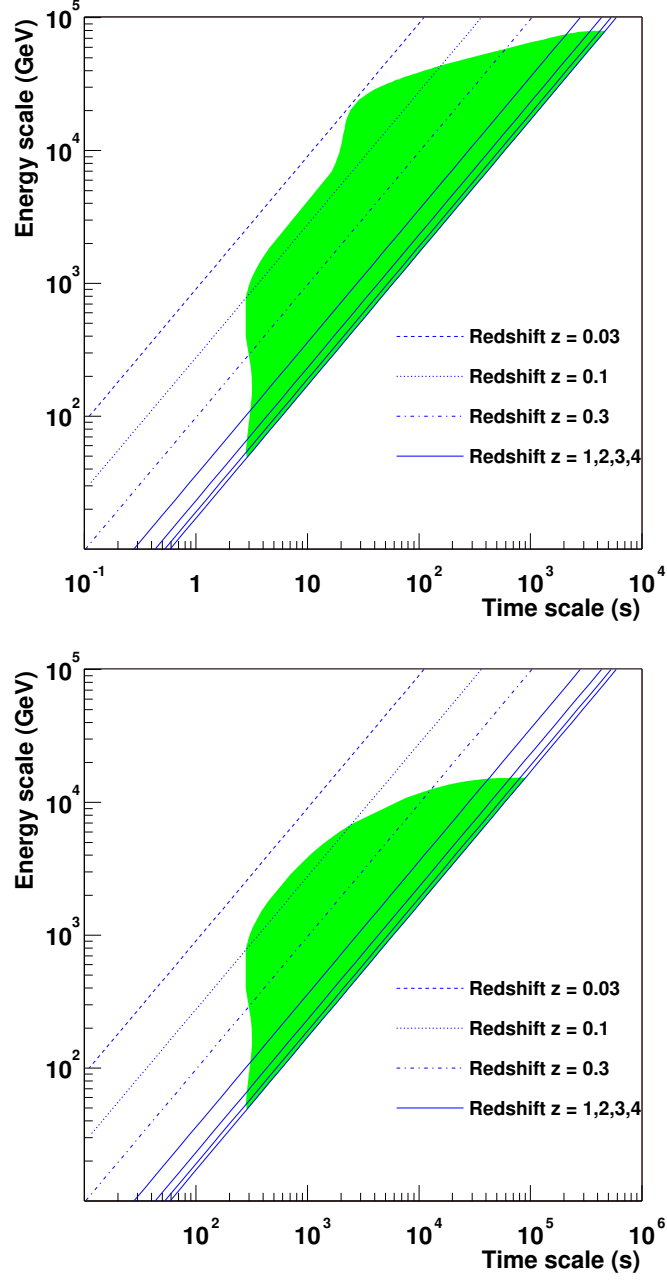 Energy scale (GeV)
10^5
10^4
10^3
10^2
Redshift z = 0.03
Redshift z = 0.1
Redshift z = 0.3
Redshift z = 1,2,3,4
10^-1 1 10 10^2 10^3 10^4
Time scale (s)
Energy scale (GeV)
10^5
10^4
10^3
10^2
Redshift z = 0.03
Redshift z = 0.1
Redshift z = 0.3
Redshift z = 1,2,3,4
10^2 10^3 10^4 10^5 10^6
Time scale (s)